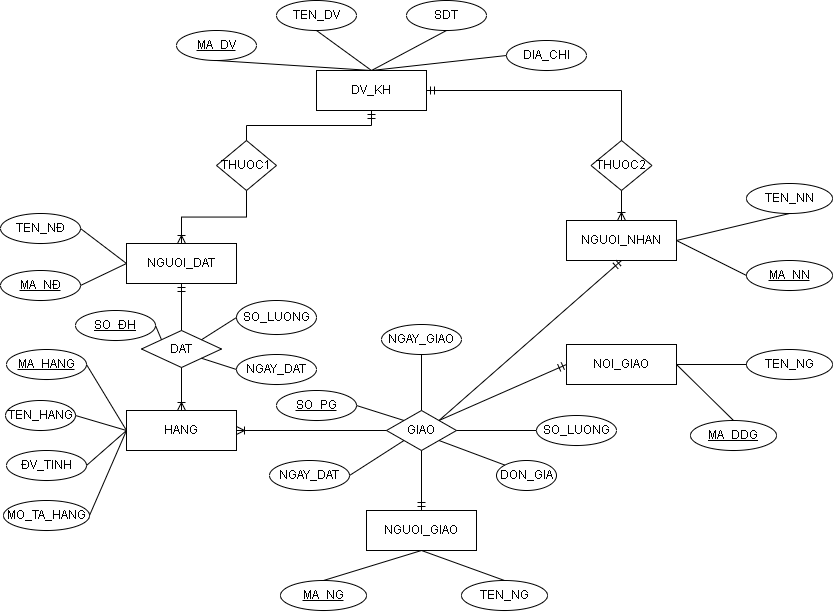 TEN_DV
SDT
MA_DV
DIA_CHI
DV_KH
THUOC1
THUOC2
TEN_NĐ
TEN_NN
NGUOI_DAT
NGUOI_NHAN
MA_NĐ
MA_NN
SO_ĐH
SO_LUONG
DAT
NGAY_GIAO
MA_HANG
NGAY_DAT
NOI_GIAO
TEN_NG
SO_PG
TEN_HANG
HANG
GIAO
SO_LUONG
MA_DDG
ĐV_TINH
NGAY_DAT
DON_GIA
MO_TA_HANG
NGUOI_GIAO
MA_NG
TEN_NG